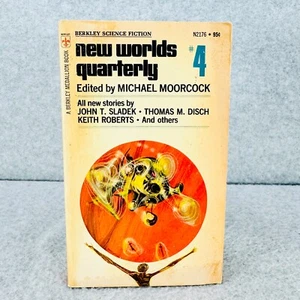 BERKLEY SCIENCE FICTION
N2176 • 95¢
new worlds
quarterly
#4
Edited by MICHAEL MOORCOCK
All new stories by
JOHN T. SLADEK • THOMAS M. DISCH
KEITH ROBERTS • And others
A BERKLEY MEDALLION BOOK